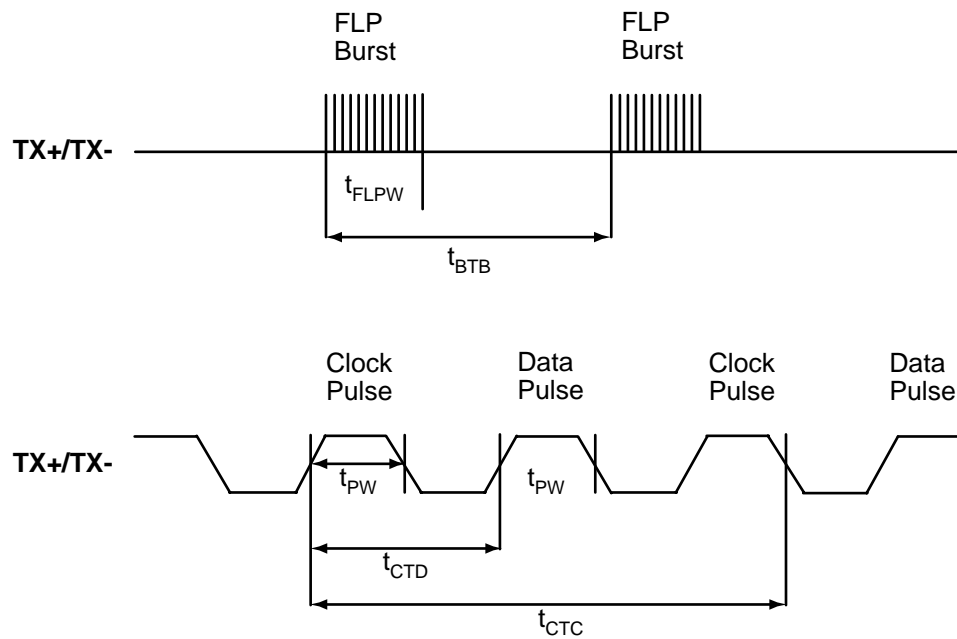 FLP
Burst
FLP
Burst
TX+/TX-
tFLPW
tBTB
Clock
Pulse
Data
Pulse
Clock
Pulse
Data
Pulse
TX+/TX-
tPW
tPW
tCTD
tCTC